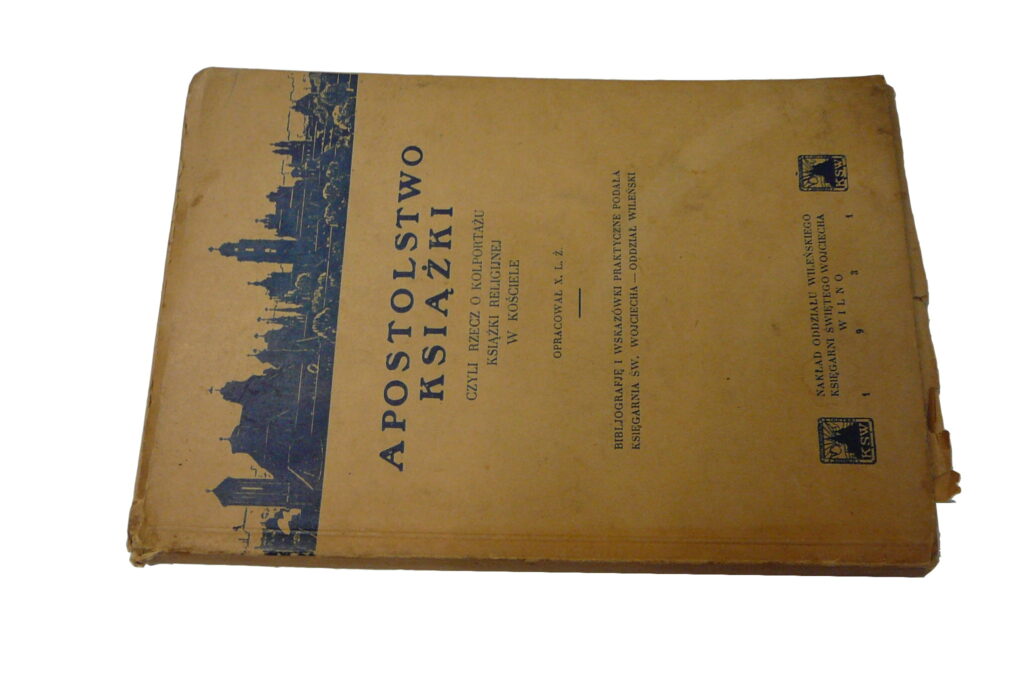 APOSTOLSTWO
KSIĄŻKI
CZYLI RZECZ O KOLPORTAŻU
KSIĄŻKI RELIGIJNEJ
W KOŚCIELE
OPRACOWAŁ X. L. Ż.
BIBLJOGRAFJĘ I WSKAZÓWKI PRAKTYCZNE PODAŁA
KSIĘGARNIA ŚW. WOJCIECHA — ODDZIAŁ WILEŃSKI
NAKŁAD ODDZIAŁU WILEŃSKIEGO
KSIĘGARNI ŚWIĘTEGO WOJCIECHA
WILNO
1 9 3 1
KSW
KSW